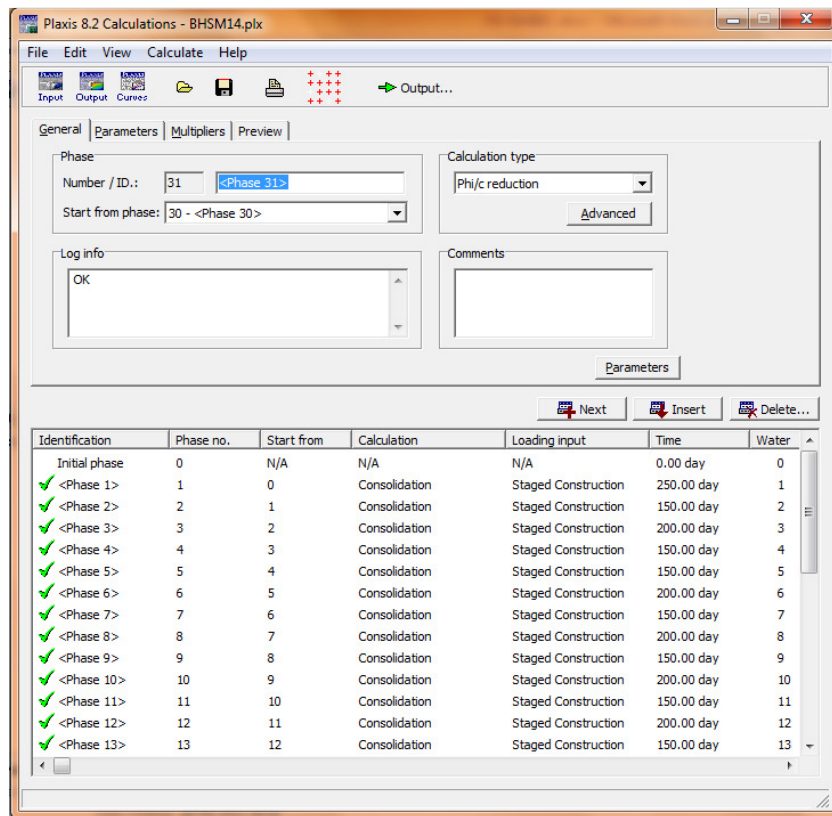 Plaxis 8.2 Calculations - BHSM14.plx
File Edit View Calculate Help
Input Output Curves Output...
General Parameters Multipliers Preview
Phase
Number / ID.: 31 <Phase 31>
Start from phase: 30 - <Phase 30>
Calculation type
Phi/c reduction
Advanced
Log info
OK
Comments
Parameters
Next Insert Delete...
Identification Phase no. Start from Calculation Loading input Time Water
Initial phase 0 N/A N/A N/A 0.00 day 0
<Phase 1> 1 0 Consolidation Staged Construction 250.00 day 1
<Phase 2> 2 1 Consolidation Staged Construction 150.00 day 2
<Phase 3> 3 2 Consolidation Staged Construction 200.00 day 3
<Phase 4> 4 3 Consolidation Staged Construction 150.00 day 4
<Phase 5> 5 4 Consolidation Staged Construction 150.00 day 5
<Phase 6> 6 5 Consolidation Staged Construction 200.00 day 6
<Phase 7> 7 6 Consolidation Staged Construction 150.00 day 7
<Phase 8> 8 7 Consolidation Staged Construction 200.00 day 8
<Phase 9> 9 8 Consolidation Staged Construction 150.00 day 9
<Phase 10> 10 9 Consolidation Staged Construction 200.00 day 10
<Phase 11> 11 10 Consolidation Staged Construction 150.00 day 11
<Phase 12> 12 11 Consolidation Staged Construction 200.00 day 12
<Phase 13> 13 12 Consolidation Staged Construction 150.00 day 13